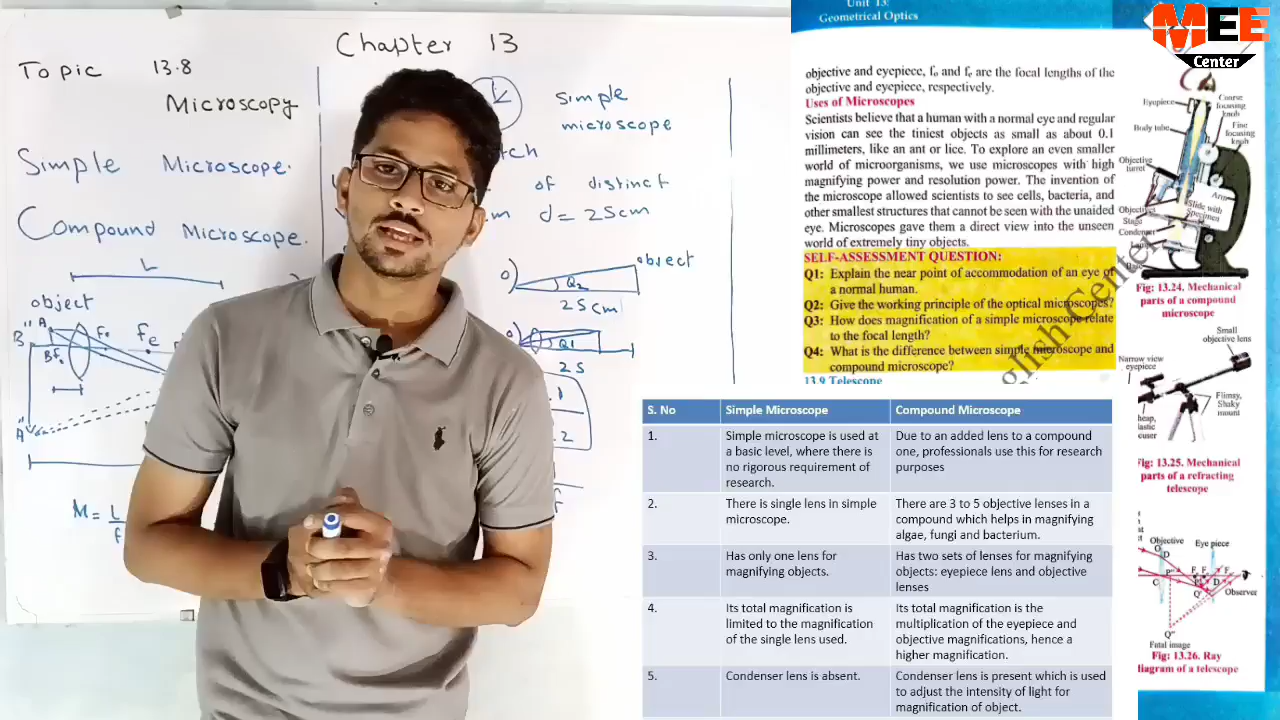 Chapter 13
Topic 13.8
Microscopy
Simple Microscope.
Compound Microscope.
L
object
B" A
fe
A"
M = L
simple
microscope
of distinct
d = 25cm
object
Q2
25cm
Q1
25
Unit 13
Geometrical Optics
MEE
Center
objective and eyepiece, fo and fe are the focal lengths of the
objective and eyepiece, respectively.
Uses of Microscopes
Scientists believe that a human with a normal eye and regular
vision can see the tiniest objects as small as about 0.1
millimeters, like an ant or lice. To explore an even smaller
world of microorganisms, we use microscopes with high
magnifying power and resolution power. The invention of
the microscope allowed scientists to see cells, bacteria, and
other smallest structures that cannot be seen with the unaided
eye. Microscopes gave them a direct view into the unseen
world of extremely tiny objects.
SELF-ASSESSMENT QUESTION:
Q1: Explain the near point of accommodation of an eye of
a normal human.
Q2: Give the working principle of the optical microscopes?
Q3: How does magnification of a simple microscope relate
to the focal length?
Q4: What is the difference between simple microscope and
compound microscope?
13.9 Telescope
glish Center
Eyepiece
Body tube
Objective
turret
Objectives
Stage
Condenser
Coarse
focusing
knob
Fine
focusing
knob
Arm
Slide with
Specimen
Base
Fig: 13.24. Mechanical
parts of a compound
microscope
Small
objective lens
Narrow view
eyepiece
Flimsy,
Shaky
mount
Fig: 13.25. Mechanical
parts of a refracting
telescope
Objective
Eye piece
Observer
Q"
Fig: 13.26. Ray
diagram of a telescope
S. No Simple Microscope Compound Microscope
1. Simple microscope is used at
a basic level, where there is
no rigorous requirement of
research.
Due to an added lens to a compound
one, professionals use this for research
purposes
2. There is single lens in simple
microscope.
There are 3 to 5 objective lenses in a
compound which helps in magnifying
algae, fungi and bacterium.
3. Has only one lens for
magnifying objects.
Has two sets of lenses for magnifying
objects: eyepiece lens and objective
lenses
4. Its total magnification is
limited to the magnification
of the single lens used.
Its total magnification is the
multiplication of the eyepiece and
objective magnifications, hence a
higher magnification.
5. Condenser lens is absent.
Condenser lens is present which is used
to adjust the intensity of light for
magnification of object.